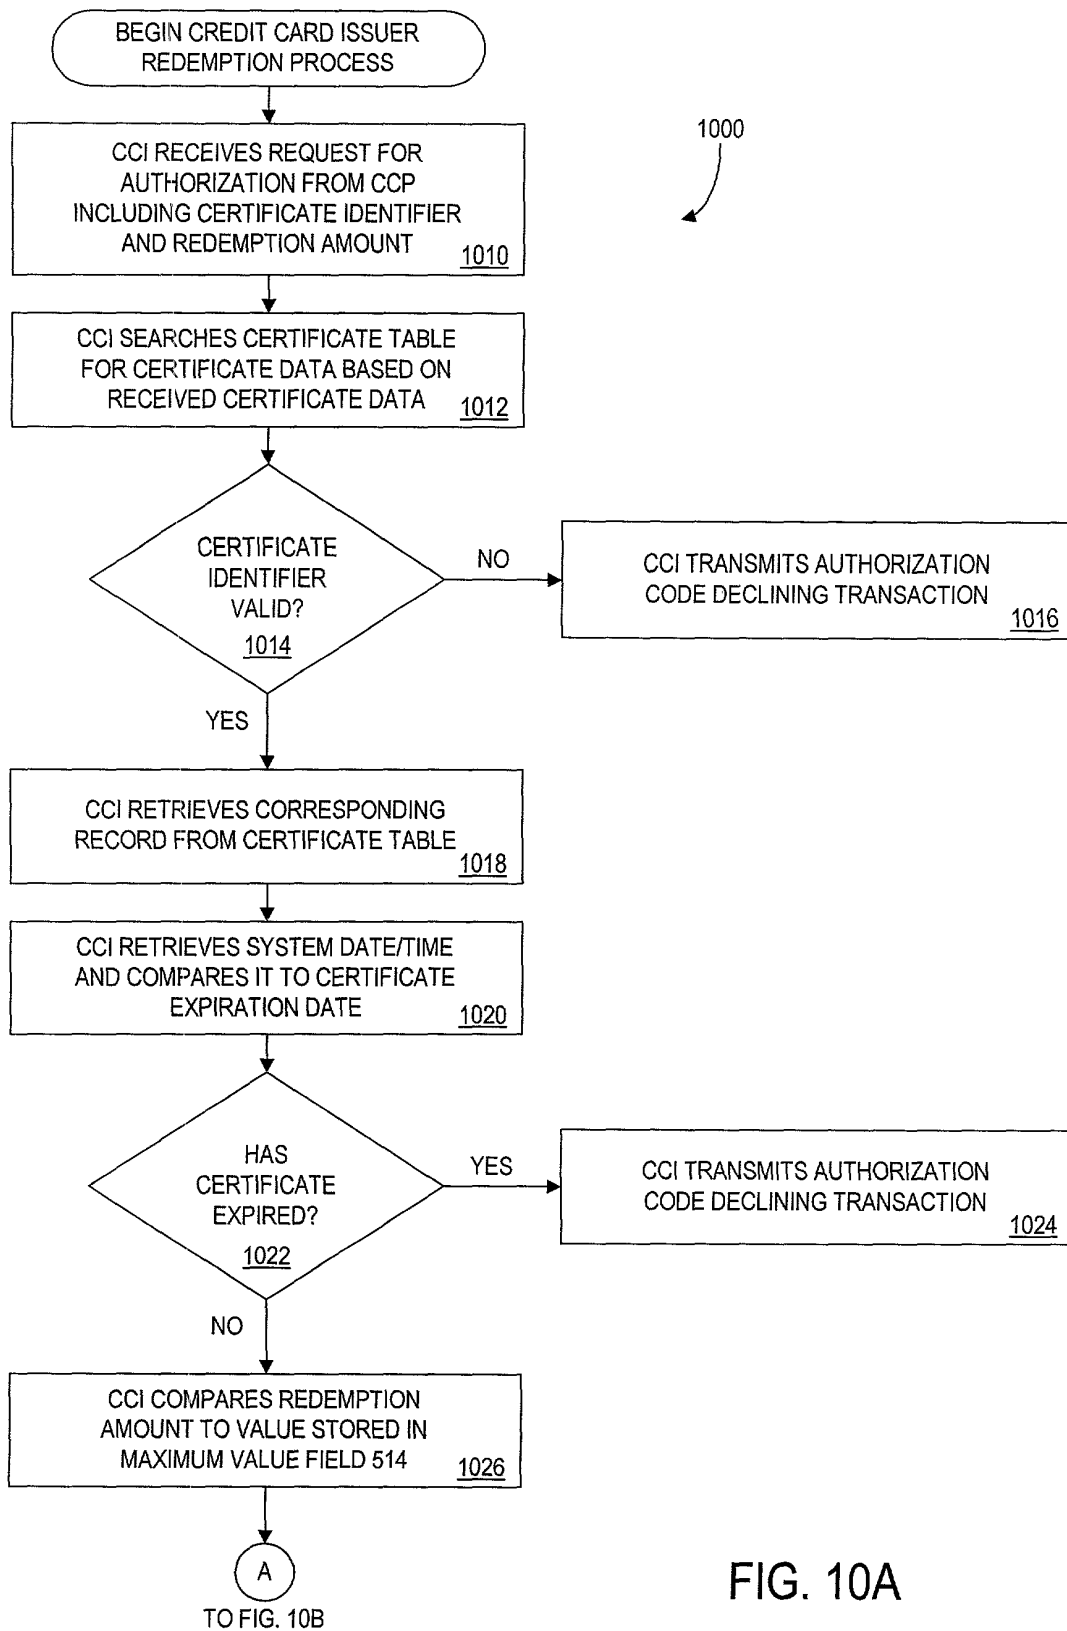 BEGIN CREDIT CARD ISSUER
REDEMPTION PROCESS
1000
CCI RECEIVES REQUEST FOR
AUTHORIZATION FROM CCP
INCLUDING CERTIFICATE IDENTIFIER
AND REDEMPTION AMOUNT
1010
CCI SEARCHES CERTIFICATE TABLE
FOR CERTIFICATE DATA BASED ON
RECEIVED CERTIFICATE DATA
1012
CERTIFICATE
IDENTIFIER
VALID?
1014
NO
CCI TRANSMITS AUTHORIZATION
CODE DECLINING TRANSACTION
1016
YES
CCI RETRIEVES CORRESPONDING
RECORD FROM CERTIFICATE TABLE
1018
CCI RETRIEVES SYSTEM DATE/TIME
AND COMPARES IT TO CERTIFICATE
EXPIRATION DATE
1020
HAS
CERTIFICATE
EXPIRED?
1022
YES
CCI TRANSMITS AUTHORIZATION
CODE DECLINING TRANSACTION
1024
NO
CCI COMPARES REDEMPTION
AMOUNT TO VALUE STORED IN
MAXIMUM VALUE FIELD 514
1026
A
TO FIG. 10B
FIG. 10A